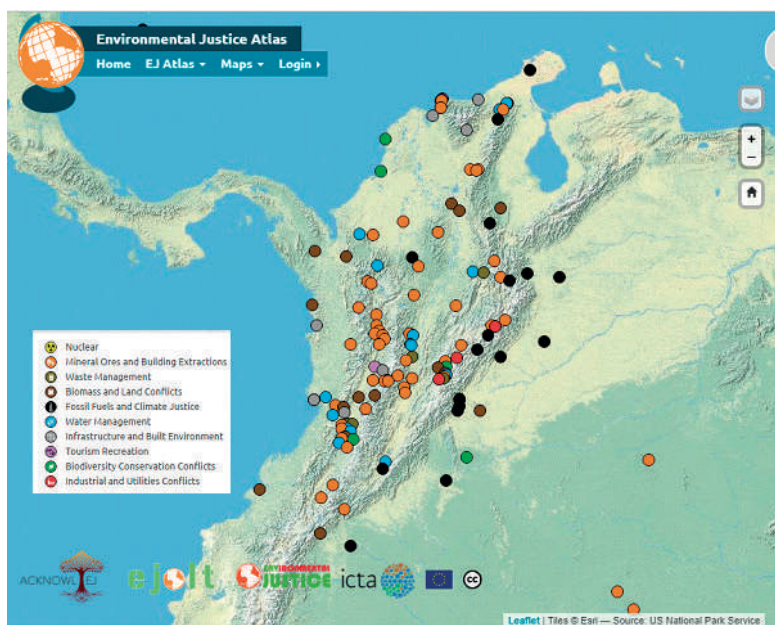 Environmental Justice Atlas
Home EJ Atlas Maps Login
+
−
Nuclear
Mineral Ores and Building Extractions
Waste Management
Biomass and Land Conflicts
Fossil Fuels and Climate Justice
Water Management
Infrastructure and Built Environment
Tourism Recreation
Biodiversity Conservation Conflicts
Industrial and Utilities Conflicts
ACKNOWL EJ
ejolt
ENVIRONMENTAL
JUSTICE
icta
cc
Leaflet | Tiles © Esri — Source: US National Park Service